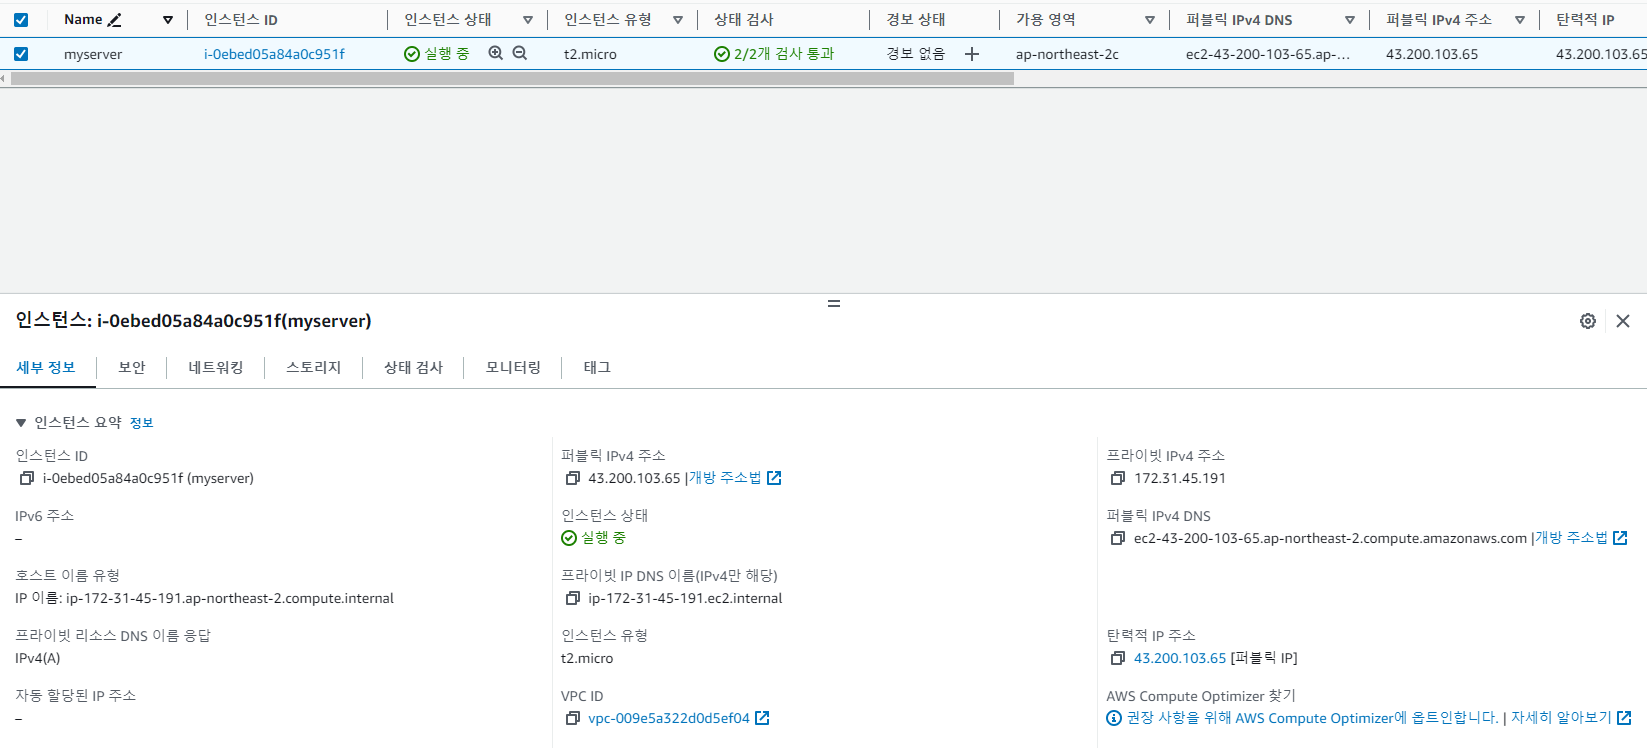 Name 인스턴스 ID 인스턴스 상태 인스턴스 유형 상태 검사 경보 상태 가용 영역 퍼블릭 IPv4 DNS 퍼블릭 IPv4 주소 탄력적 IP
myserver i-0ebed05a84a0c951f 실행 중 t2.micro 2/2개 검사 통과 경보 없음 ap-northeast-2c ec2-43-200-103-65.ap-... 43.200.103.65 43.200.103.65
인스턴스: i-0ebed05a84a0c951f(myserver)
세부 정보 보안 네트워킹 스토리지 상태 검사 모니터링 태그
인스턴스 요약 정보
인스턴스 ID
i-0ebed05a84a0c951f (myserver)
퍼블릭 IPv4 주소
43.200.103.65 |개방 주소법
프라이빗 IPv4 주소
172.31.45.191
IPv6 주소
–
인스턴스 상태
실행 중
퍼블릭 IPv4 DNS
ec2-43-200-103-65.ap-northeast-2.compute.amazonaws.com |개방 주소법
호스트 이름 유형
IP 이름: ip-172-31-45-191.ap-northeast-2.compute.internal
프라이빗 IP DNS 이름(IPv4만 해당)
ip-172-31-45-191.ec2.internal
프라이빗 리소스 DNS 이름 응답
IPv4(A)
인스턴스 유형
t2.micro
탄력적 IP 주소
43.200.103.65 [퍼블릭 IP]
자동 할당된 IP 주소
–
VPC ID
vpc-009e5a322d0d5ef04
AWS Compute Optimizer 찾기
권장 사항을 위해 AWS Compute Optimizer에 옵트인합니다. | 자세히 알아보기